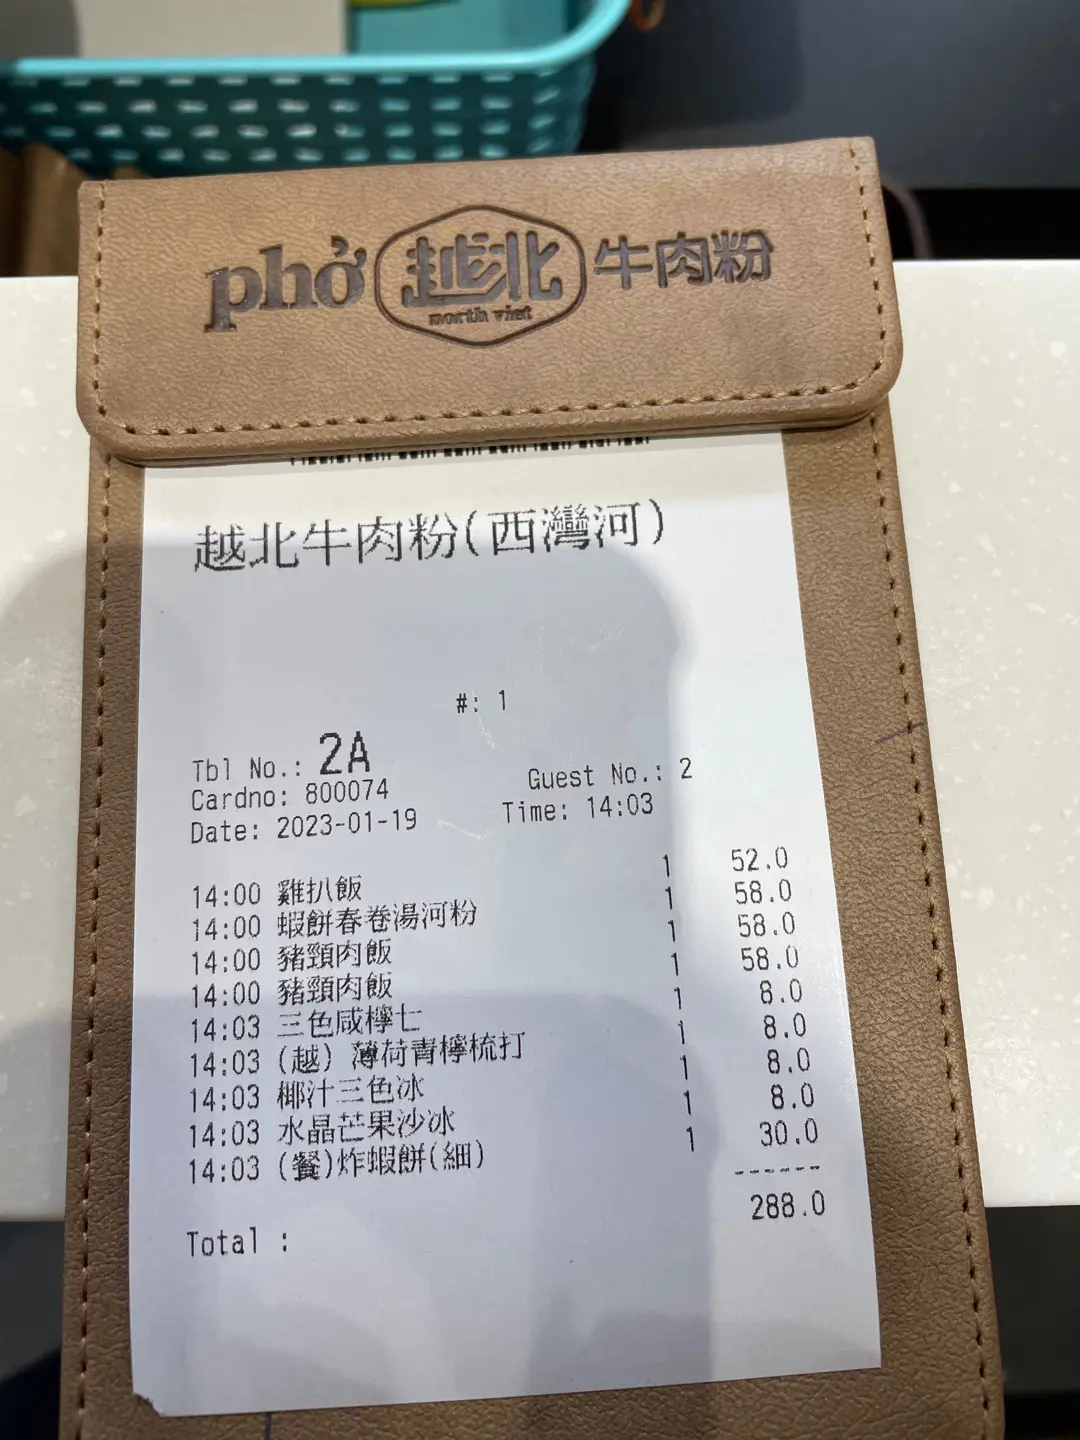 phở 越北 牛肉粉
north viet
越北牛肉粉(西灣河)
#: 1
Tbl No.: 2A Guest No.: 2
Cardno: 800074
Date: 2023-01-19 Time: 14:03
14:00 雞扒飯 1 52.0
14:00 蝦餅春卷湯河粉 1 58.0
14:00 豬頸肉飯 1 58.0
14:00 豬頸肉飯 1 58.0
14:03 三色咸檸七 1 8.0
14:03 (越) 薄荷青檸梳打 1 8.0
14:03 椰汁三色冰 1 8.0
14:03 水晶芒果沙冰 1 8.0
14:03 (餐)炸蝦餅(細) 1 30.0
------
Total : 288.0